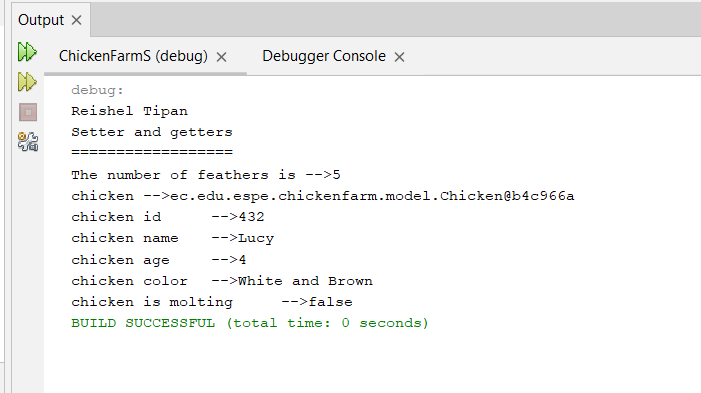 Output
ChickenFarmS (debug)
Debugger Console
debug:
Reishel Tipan
Setter and getters
==================
The number of feathers is -->5
chicken -->ec.edu.espe.chickenfarm.model.Chicken@b4c966a
chicken id     -->432
chicken name    -->Lucy
chicken age     -->4
chicken color   -->White and Brown
chicken is molting      -->false
BUILD SUCCESSFUL (total time: 0 seconds)